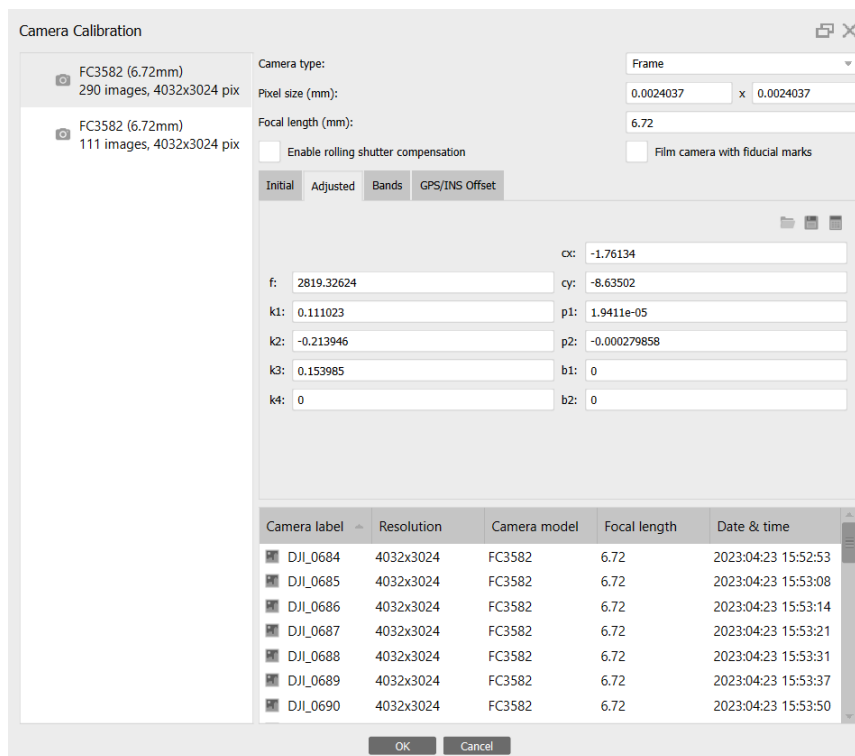 Camera Calibration
FC3582 (6.72mm)
290 images, 4032x3024 pix
FC3582 (6.72mm)
111 images, 4032x3024 pix
Camera type: Frame
Pixel size (mm): 0.0024037 x 0.0024037
Focal length (mm): 6.72
Enable rolling shutter compensation Film camera with fiducial marks
Initial Adjusted Bands GPS/INS Offset
cx: -1.76134
f: 2819.32624 cy: -8.63502
k1: 0.111023 p1: 1.9411e-05
k2: -0.213946 p2: -0.000279858
k3: 0.153985 b1: 0
k4: 0 b2: 0
Camera label Resolution Camera model Focal length Date & time
DJI_0684 4032x3024 FC3582 6.72 2023:04:23 15:52:53
DJI_0685 4032x3024 FC3582 6.72 2023:04:23 15:53:08
DJI_0686 4032x3024 FC3582 6.72 2023:04:23 15:53:14
DJI_0687 4032x3024 FC3582 6.72 2023:04:23 15:53:21
DJI_0688 4032x3024 FC3582 6.72 2023:04:23 15:53:31
DJI_0689 4032x3024 FC3582 6.72 2023:04:23 15:53:37
DJI_0690 4032x3024 FC3582 6.72 2023:04:23 15:53:50
OK Cancel